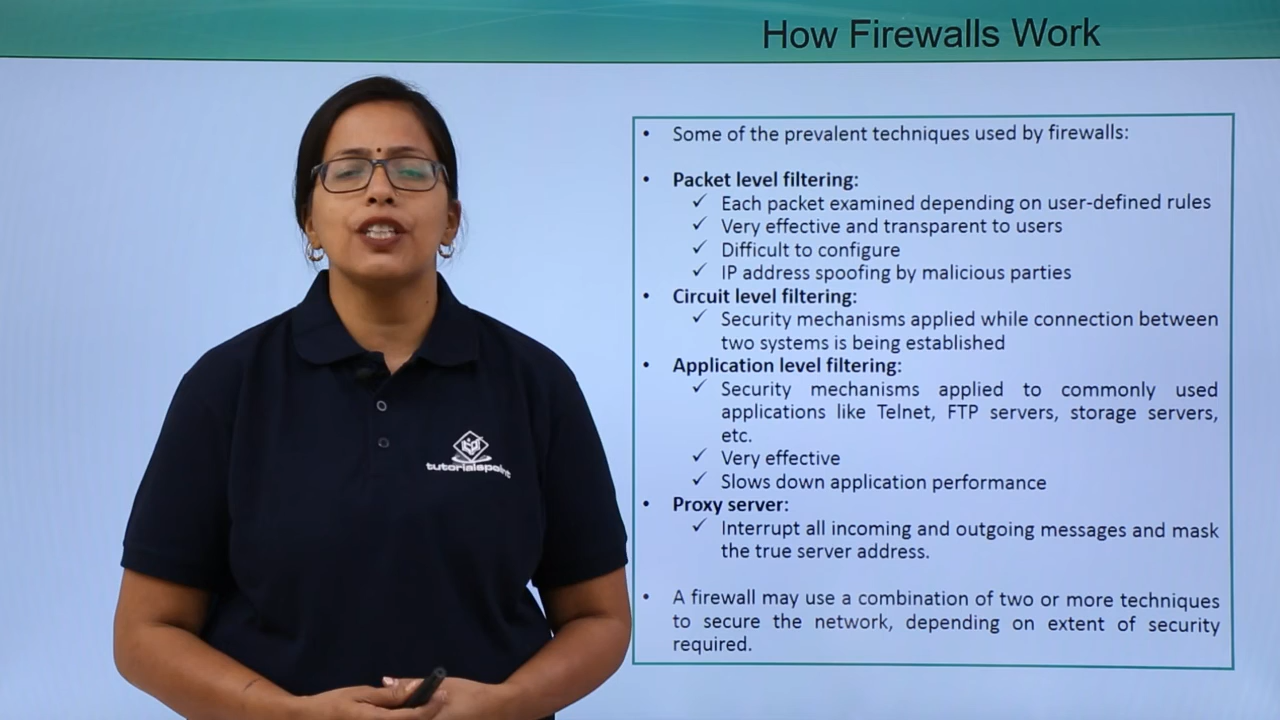 How Firewalls Work
• Some of the prevalent techniques used by firewalls:
• Packet level filtering:
✓ Each packet examined depending on user-defined rules
✓ Very effective and transparent to users
✓ Difficult to configure
✓ IP address spoofing by malicious parties
• Circuit level filtering:
✓ Security mechanisms applied while connection between
two systems is being established
• Application level filtering:
✓ Security mechanisms applied to commonly used
applications like Telnet, FTP servers, storage servers,
etc.
✓ Very effective
✓ Slows down application performance
• Proxy server:
✓ Interrupt all incoming and outgoing messages and mask
the true server address.
• A firewall may use a combination of two or more techniques
to secure the network, depending on extent of security
required.
tutorialspoint